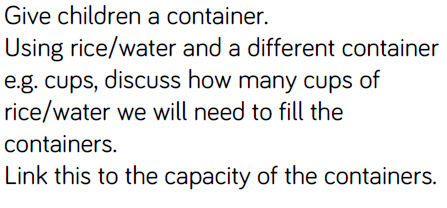 Give children a container.
Using rice/water and a different container
e.g. cups, discuss how many cups of
rice/water we will need to fill the
containers.
Link this to the capacity of the containers.